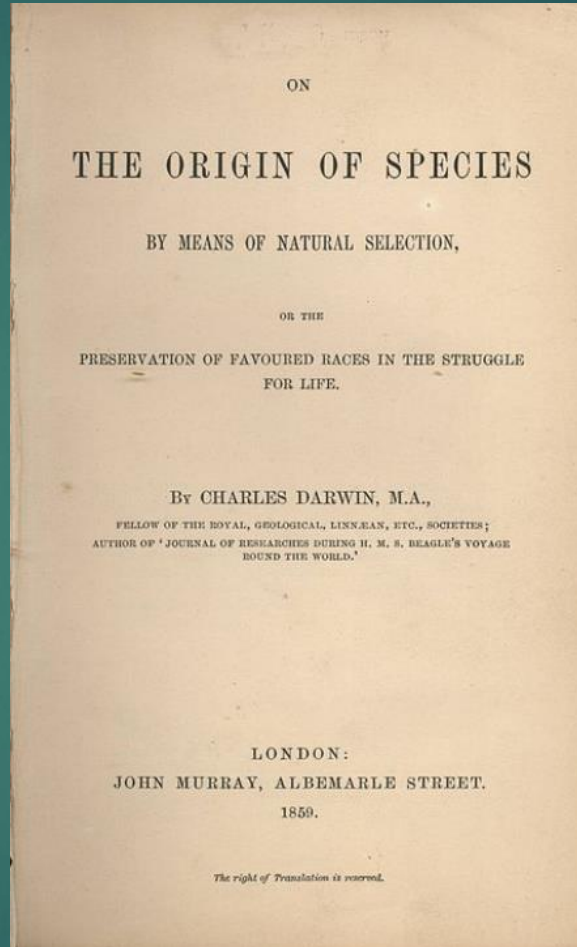 ON
THE ORIGIN OF SPECIES
BY MEANS OF NATURAL SELECTION,
OR THE
PRESERVATION OF FAVOURED RACES IN THE STRUGGLE
FOR LIFE.
By CHARLES DARWIN, M.A.,
FELLOW OF THE ROYAL, GEOLOGICAL, LINNÆAN, ETC., SOCIETIES;
AUTHOR OF ‘JOURNAL OF RESEARCHES DURING H. M. S. BEAGLE’S VOYAGE
ROUND THE WORLD.’
LONDON:
JOHN MURRAY, ALBEMARLE STREET.
1859.
The right of Translation is reserved.